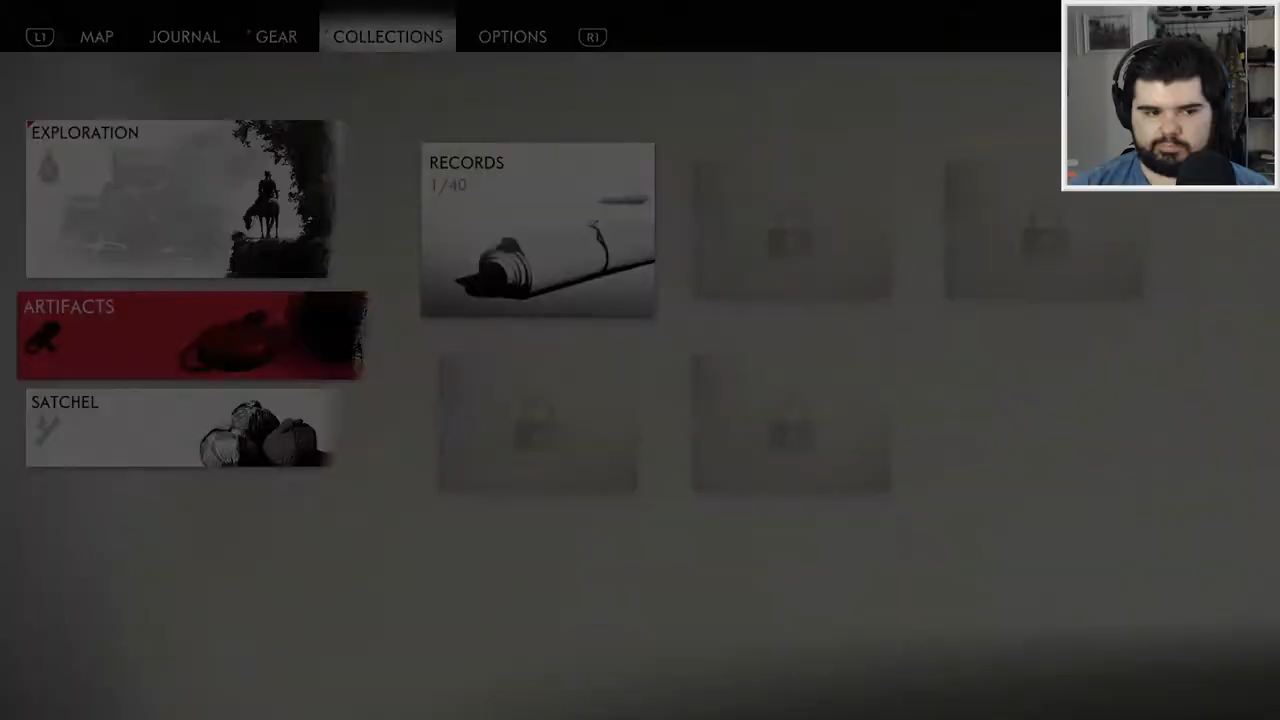 L1 MAP JOURNAL GEAR COLLECTIONS OPTIONS R1
EXPLORATION
RECORDS
1/40
ARTIFACTS
SATCHEL